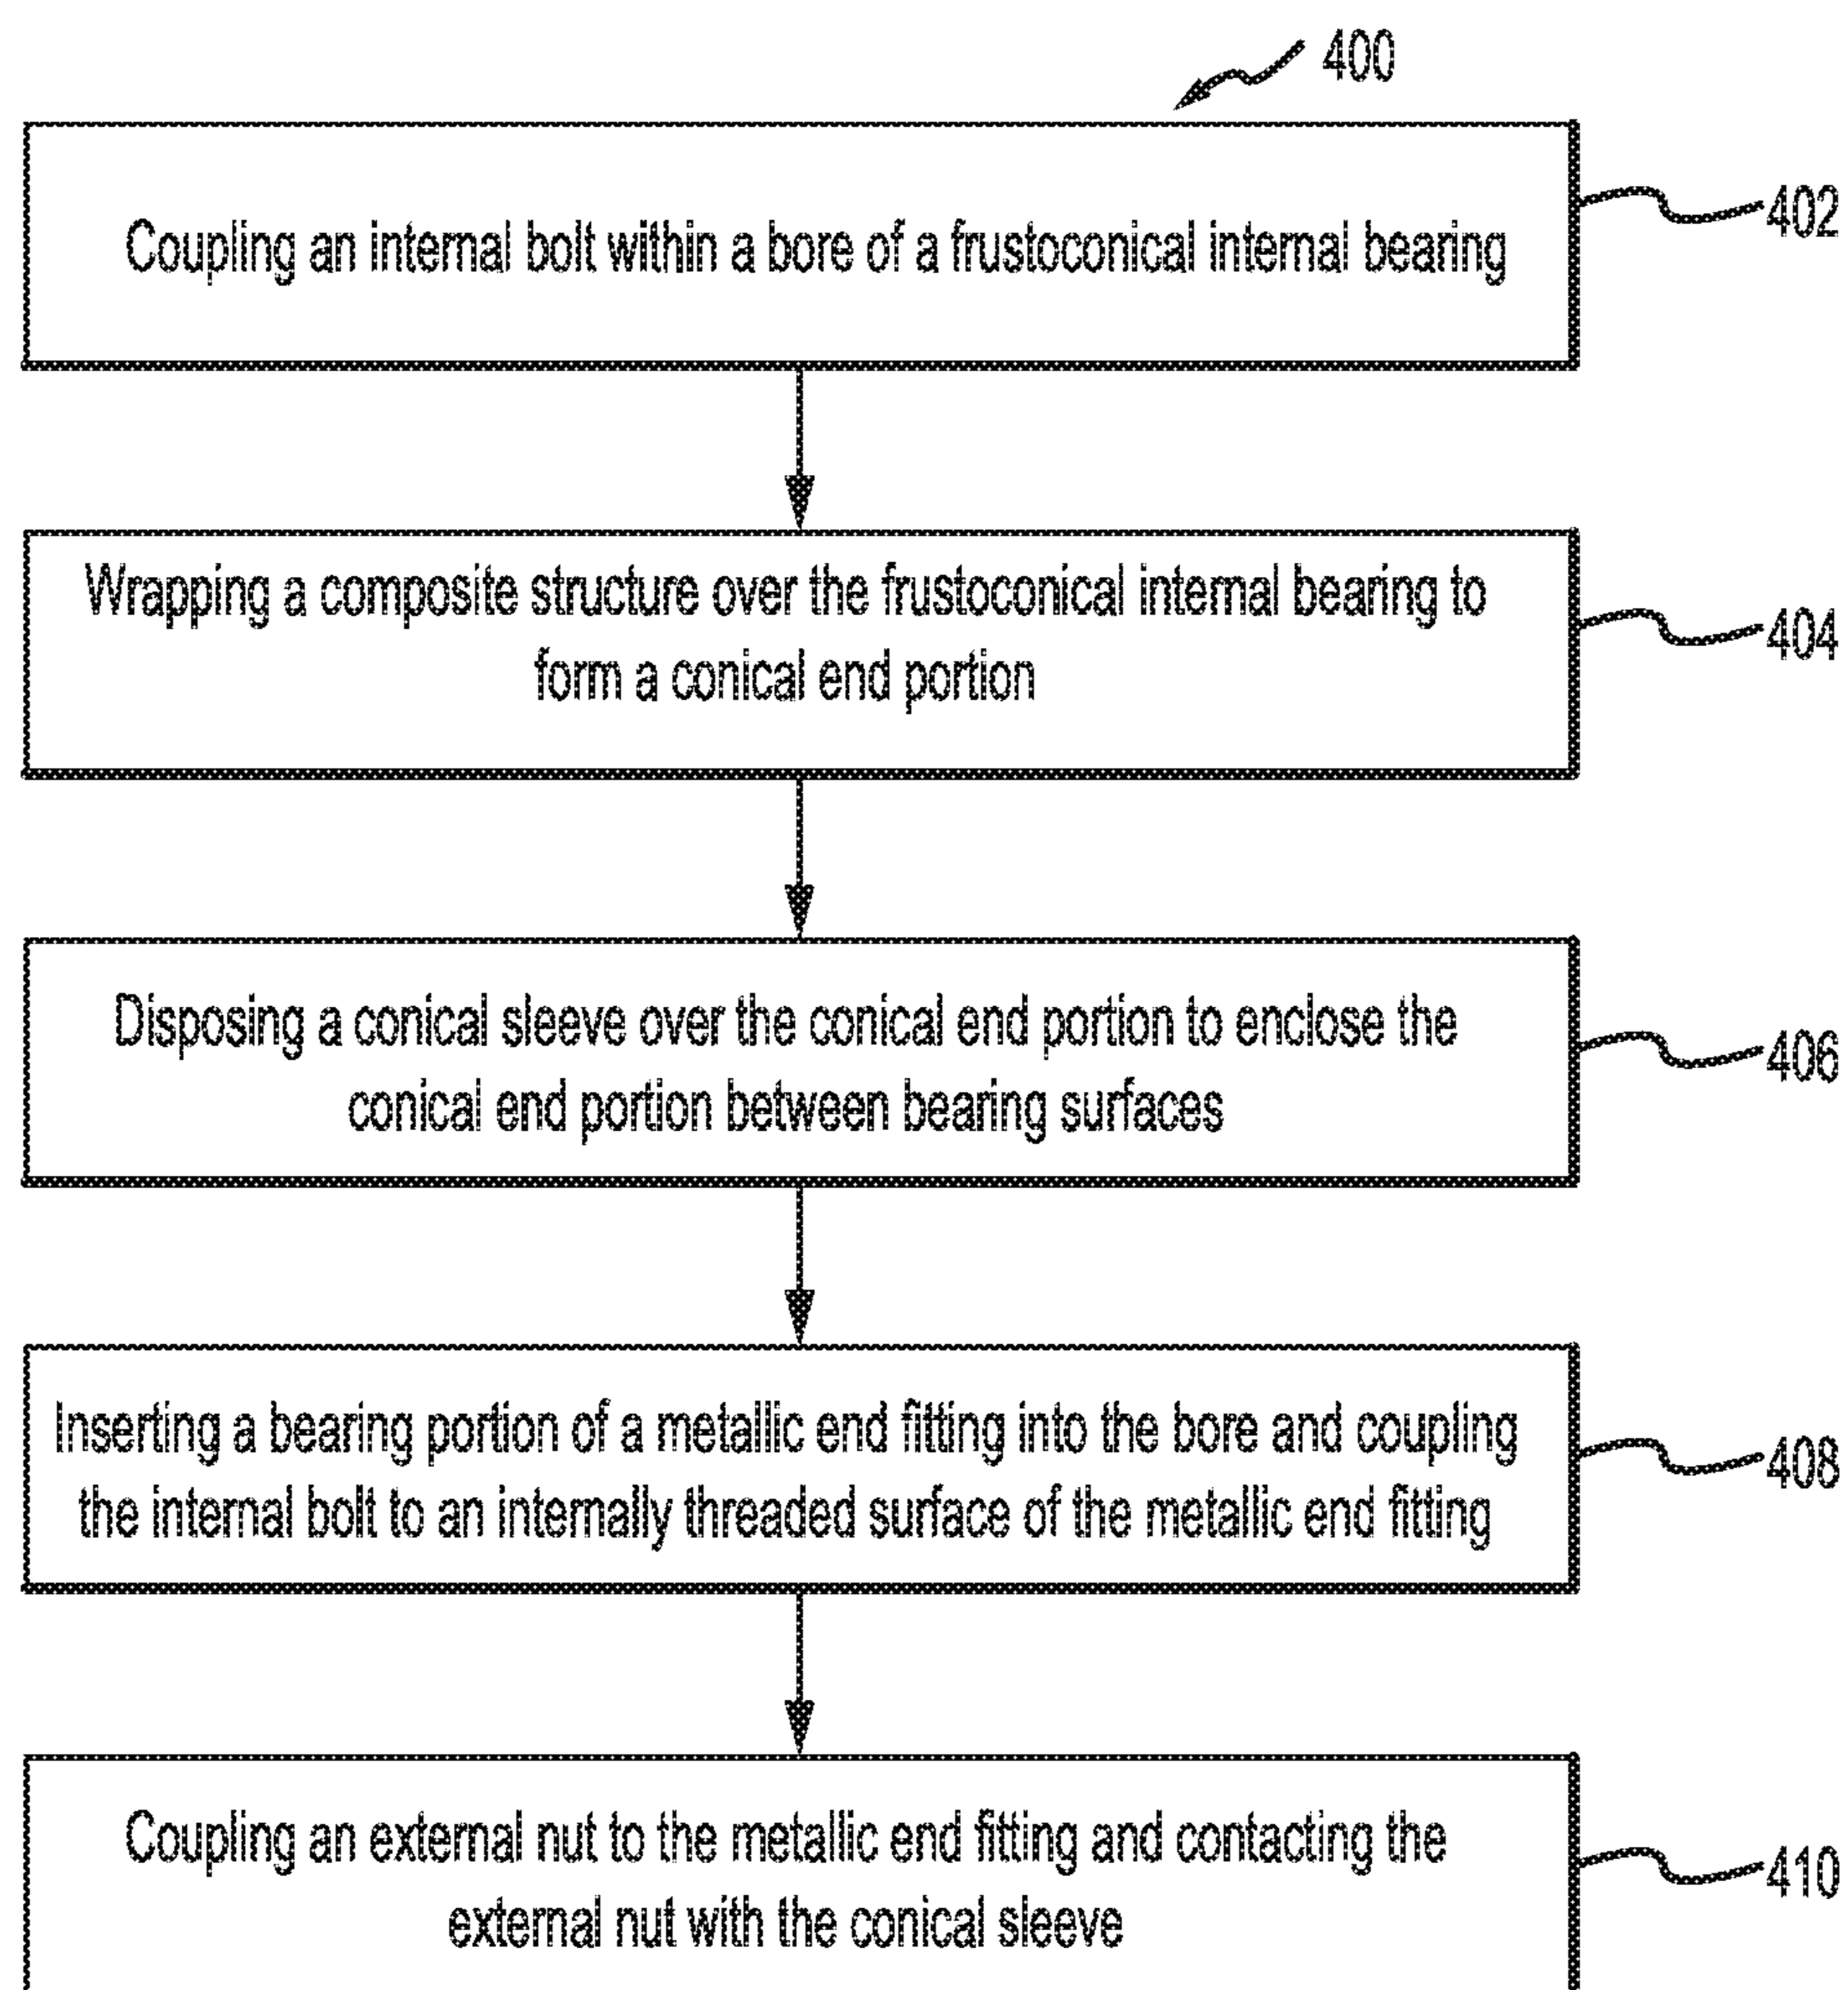 400
Coupling an internal bolt within a bore of a frustoconical internal bearing
402
Wrapping a composite structure over the frustoconical internal bearing to
form a conical end portion
404
Disposing a conical sleeve over the conical end portion to enclose the
conical end portion between bearing surfaces
406
Inserting a bearing portion of a metallic end fitting into the bore and coupling
the internal bolt to an internally threaded surface of the metallic end fitting
408
Coupling an external nut to the metallic end fitting and contacting the
external nut with the conical sleeve
410